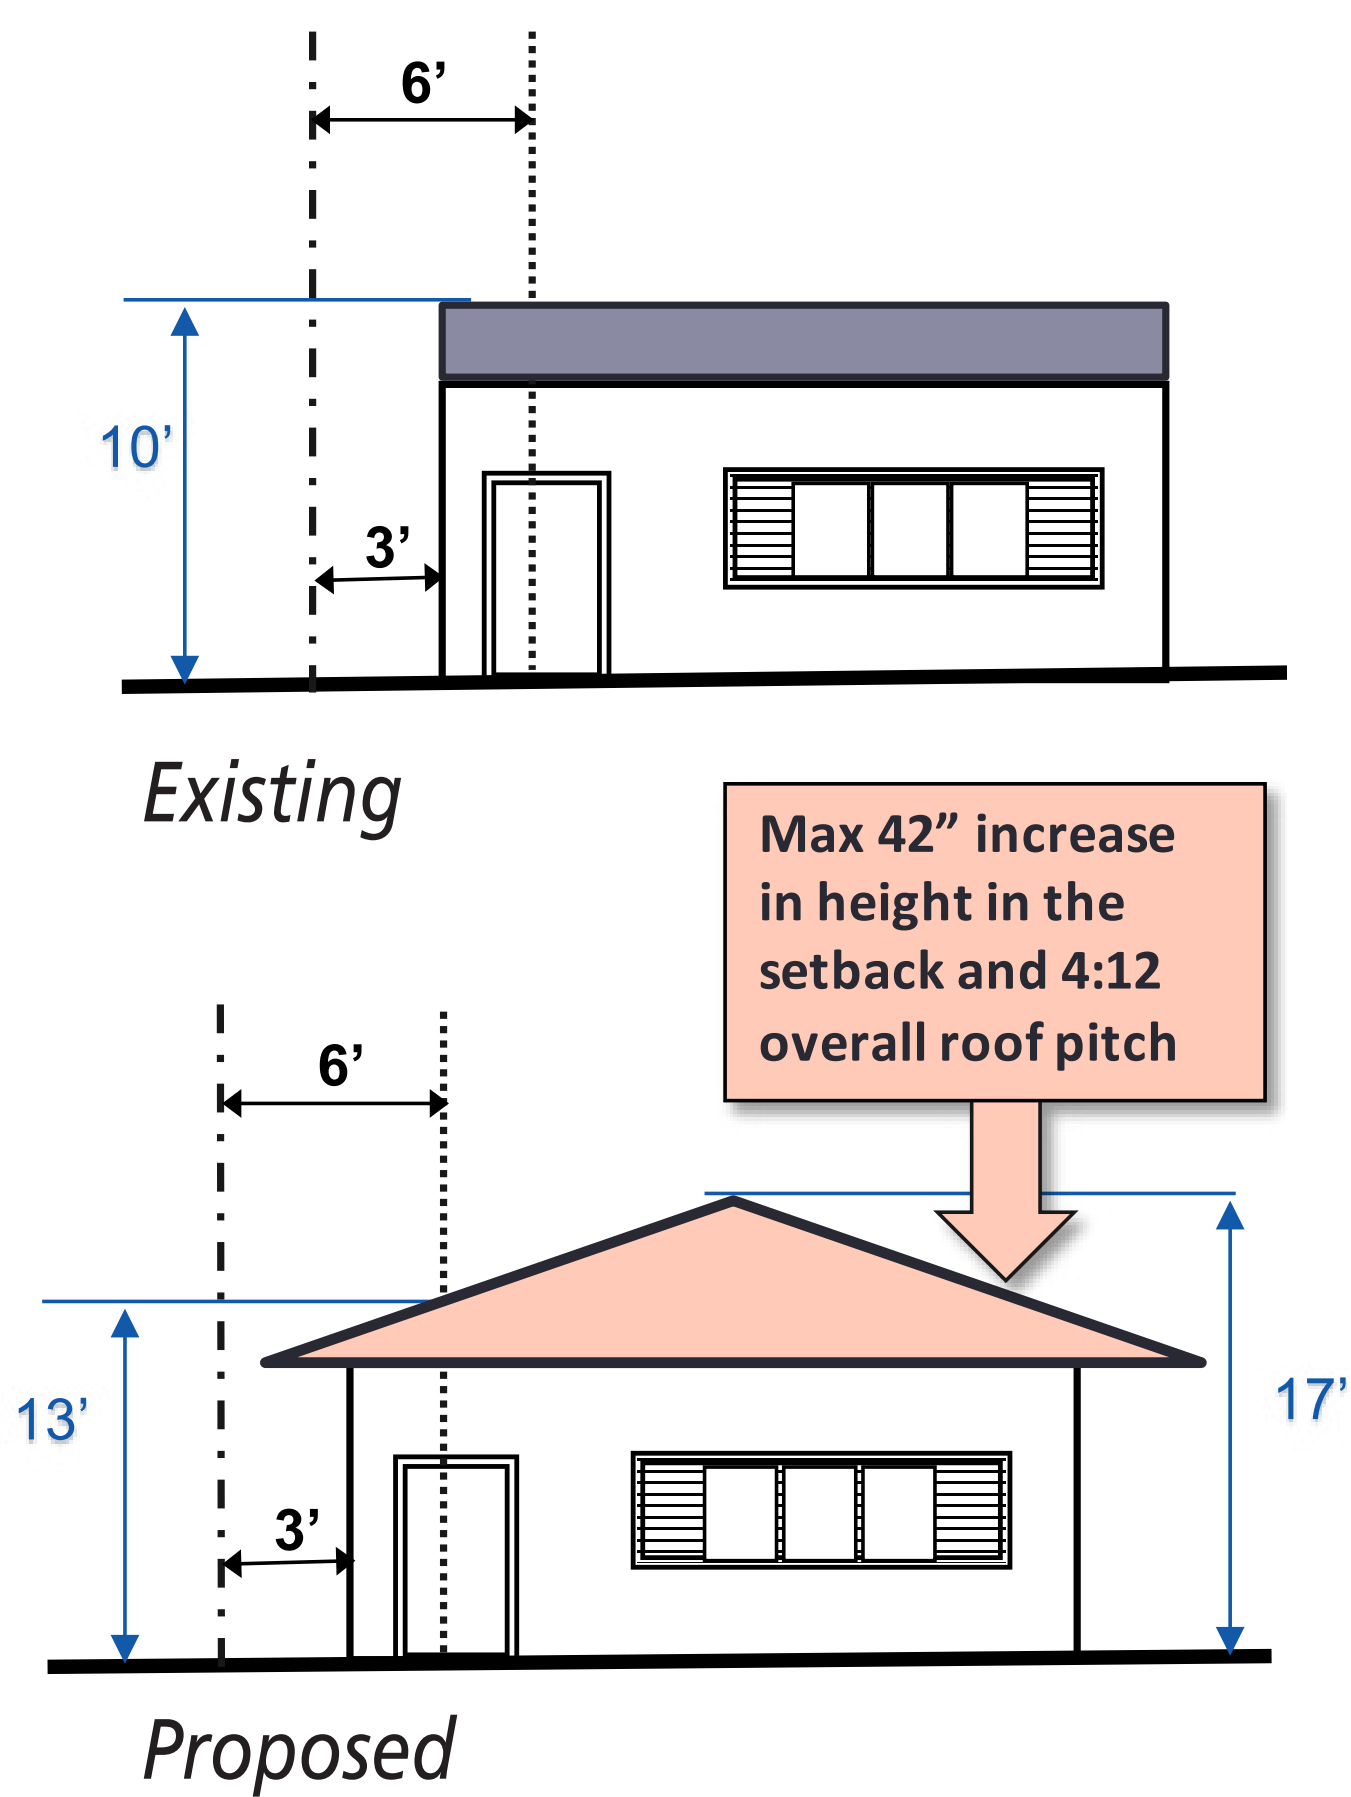 6’
10’
3’
Existing
Max 42” increase
in height in the
setback and 4:12
overall roof pitch
6’
13’
17’
3’
Proposed